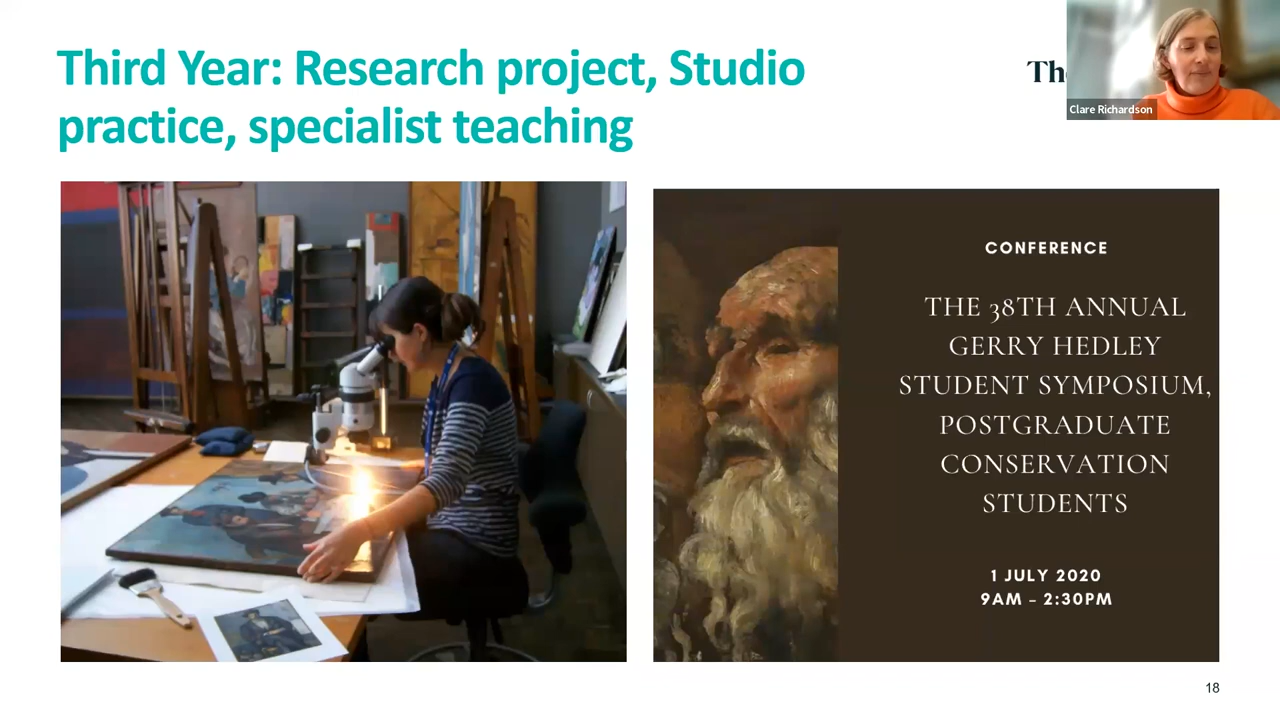 Third Year: Research project, Studio
practice, specialist teaching
Clare Richardson
CONFERENCE
THE 38TH ANNUAL
GERRY HEDLEY
STUDENT SYMPOSIUM,
POSTGRADUATE
CONSERVATION
STUDENTS
1 JULY 2020
9AM – 2:30PM
18